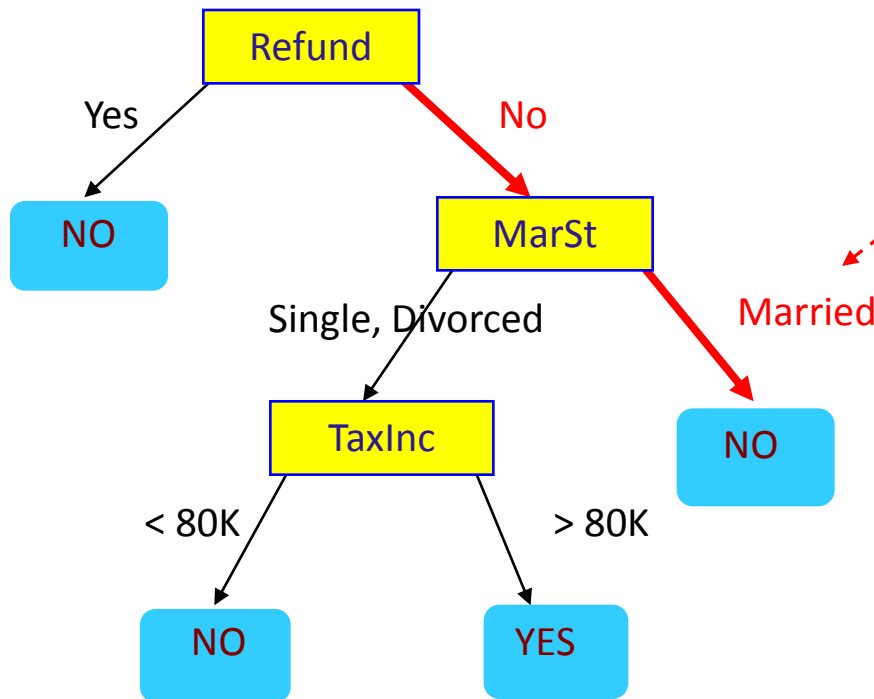 Refund
Yes
No
NO
MarSt
Single, Divorced
Married
TaxInc
NO
< 80K
> 80K
NO
YES